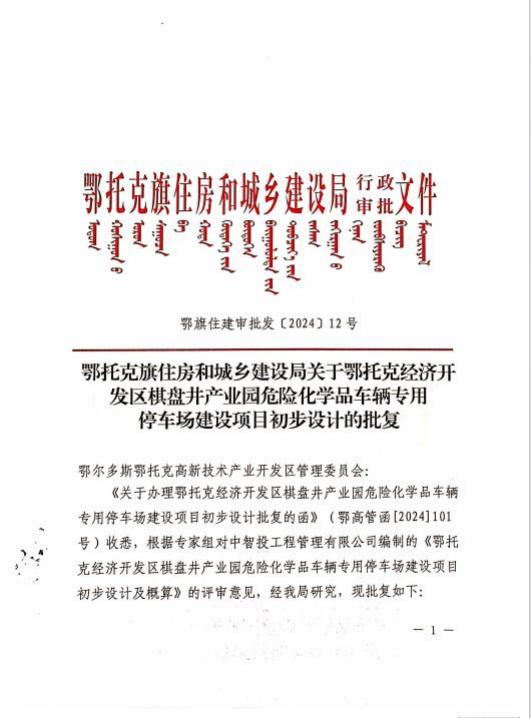 鄂托克旗住房和城乡建设局行政审批文件
鄂旗住建审批发〔2024〕12号
鄂托克旗住房和城乡建设局关于鄂托克经济开
发区棋盘井产业园危险化学品车辆专用
停车场建设项目初步设计的批复
鄂尔多斯鄂托克高新技术产业开发区管理委员会：
《关于办理鄂托克经济开发区棋盘井产业园危险化学品车辆
专用停车场建设项目初步设计批复的函》（鄂高管函[2024]101
号）收悉，根据专家组对中智投工程管理有限公司编制的《鄂托
克经济开发区棋盘井产业园危险化学品车辆专用停车场建设项目
初步设计及概算》的评审意见，经我局研究，现批复如下：
— 1 —